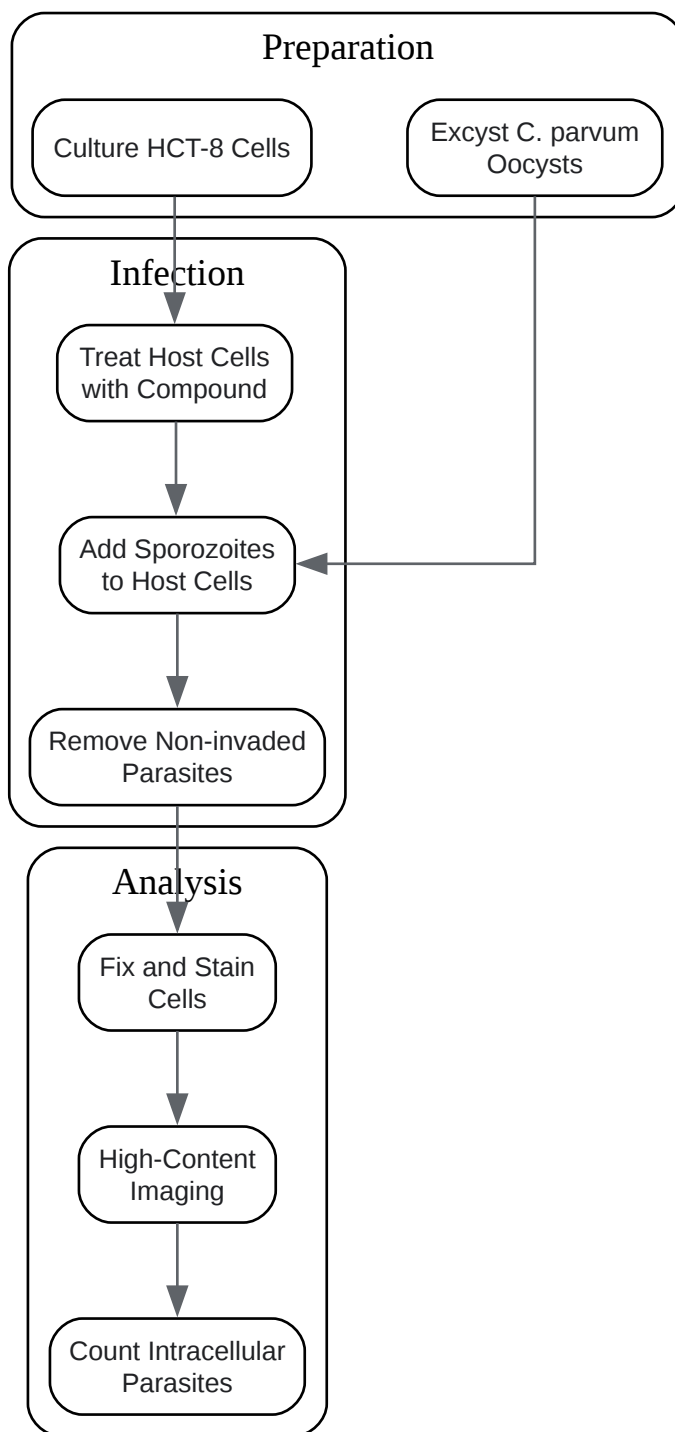 Preparation
Culture HCT-8 Cells
Excyst C. parvum
Oocysts
Infection
Treat Host Cells
with Compound
Add Sporozoites
to Host Cells
Remove Non-invaded
Parasites
Analysis
Fix and Stain
Cells
High-Content
Imaging
Count Intracellular
Parasites